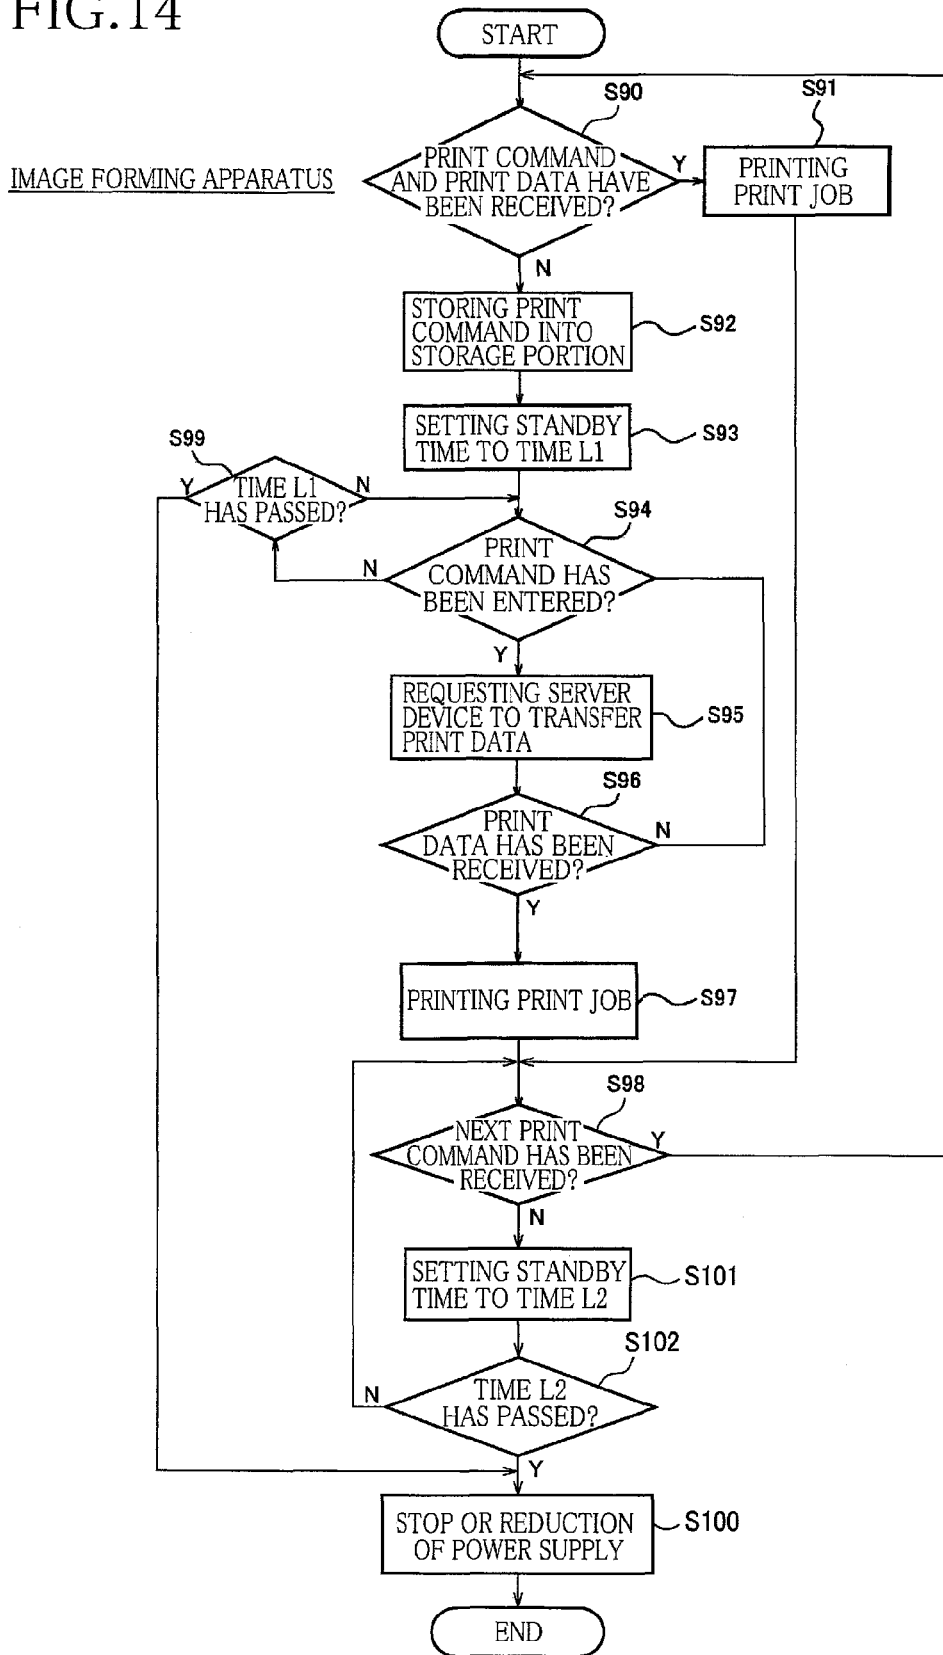 FIG.14
START
S90
S91
IMAGE FORMING APPARATUS
PRINT COMMAND
AND PRINT DATA HAVE
BEEN RECEIVED?
Y
PRINTING
PRINT JOB
N
STORING PRINT
COMMAND INTO
STORAGE PORTION
S92
SETTING STANDBY
TIME TO TIME L1
S93
S99
Y
TIME L1
HAS PASSED?
N
S94
N
PRINT
COMMAND HAS
BEEN ENTERED?
Y
REQUESTING SERVER
DEVICE TO TRANSFER
PRINT DATA
S95
S96
PRINT
DATA HAS BEEN
RECEIVED?
N
Y
PRINTING PRINT JOB
S97
S98
NEXT PRINT
COMMAND HAS BEEN
RECEIVED?
Y
N
SETTING STANDBY
TIME TO TIME L2
S101
S102
N
TIME L2
HAS PASSED?
Y
STOP OR REDUCTION
OF POWER SUPPLY
S100
END